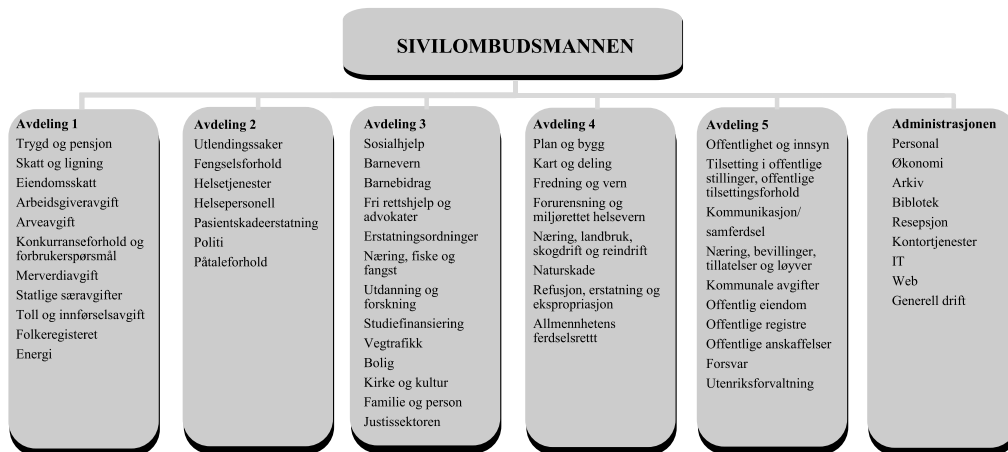 SIVILOMBUDSMANNEN
Avdeling 1
Trygd og pensjon
Skatt og ligning
Eiendomsskatt
Arbeidsgiveravgift
Arveavgift
Konkurranseforhold og
forbrukerspørsmål
Merverdiavgift
Statlige særavgifter
Toll og innførselsavgift
Folkeregisteret
Energi
Avdeling 2
Utlendingssaker
Fengselsforhold
Helsetjenester
Helsepersonell
Pasientskadeerstatning
Politi
Påtaleforhold
Avdeling 3
Sosialhjelp
Barnevern
Barnebidrag
Fri rettshjelp og
advokater
Erstatningsordninger
Næring, fiske og
fangst
Utdanning og
forskning
Studiefinansiering
Vegtrafikk
Bolig
Kirke og kultur
Familie og person
Justissektoren
Avdeling 4
Plan og bygg
Kart og deling
Fredning og vern
Forurensning og
miljørettet helsevern
Næring, landbruk,
skogdrift og reindrift
Naturskade
Refusjon, erstatning og
ekspropriasjon
Allmennhetens
ferdselsrettt
Avdeling 5
Offentlighet og innsyn
Tilsetting i offentlige
stillinger, offentlige
tilsettingsforhold
Kommunikasjon/
samferdsel
Næring, bevillinger,
tillatelser og løyver
Kommunale avgifter
Offentlig eiendom
Offentlige registre
Offentlige anskaffelser
Forsvar
Utenriksforvaltning
Administrasjonen
Personal
Økonomi
Arkiv
Biblotek
Resepsjon
Kontortjenester
IT
Web
Generell drift